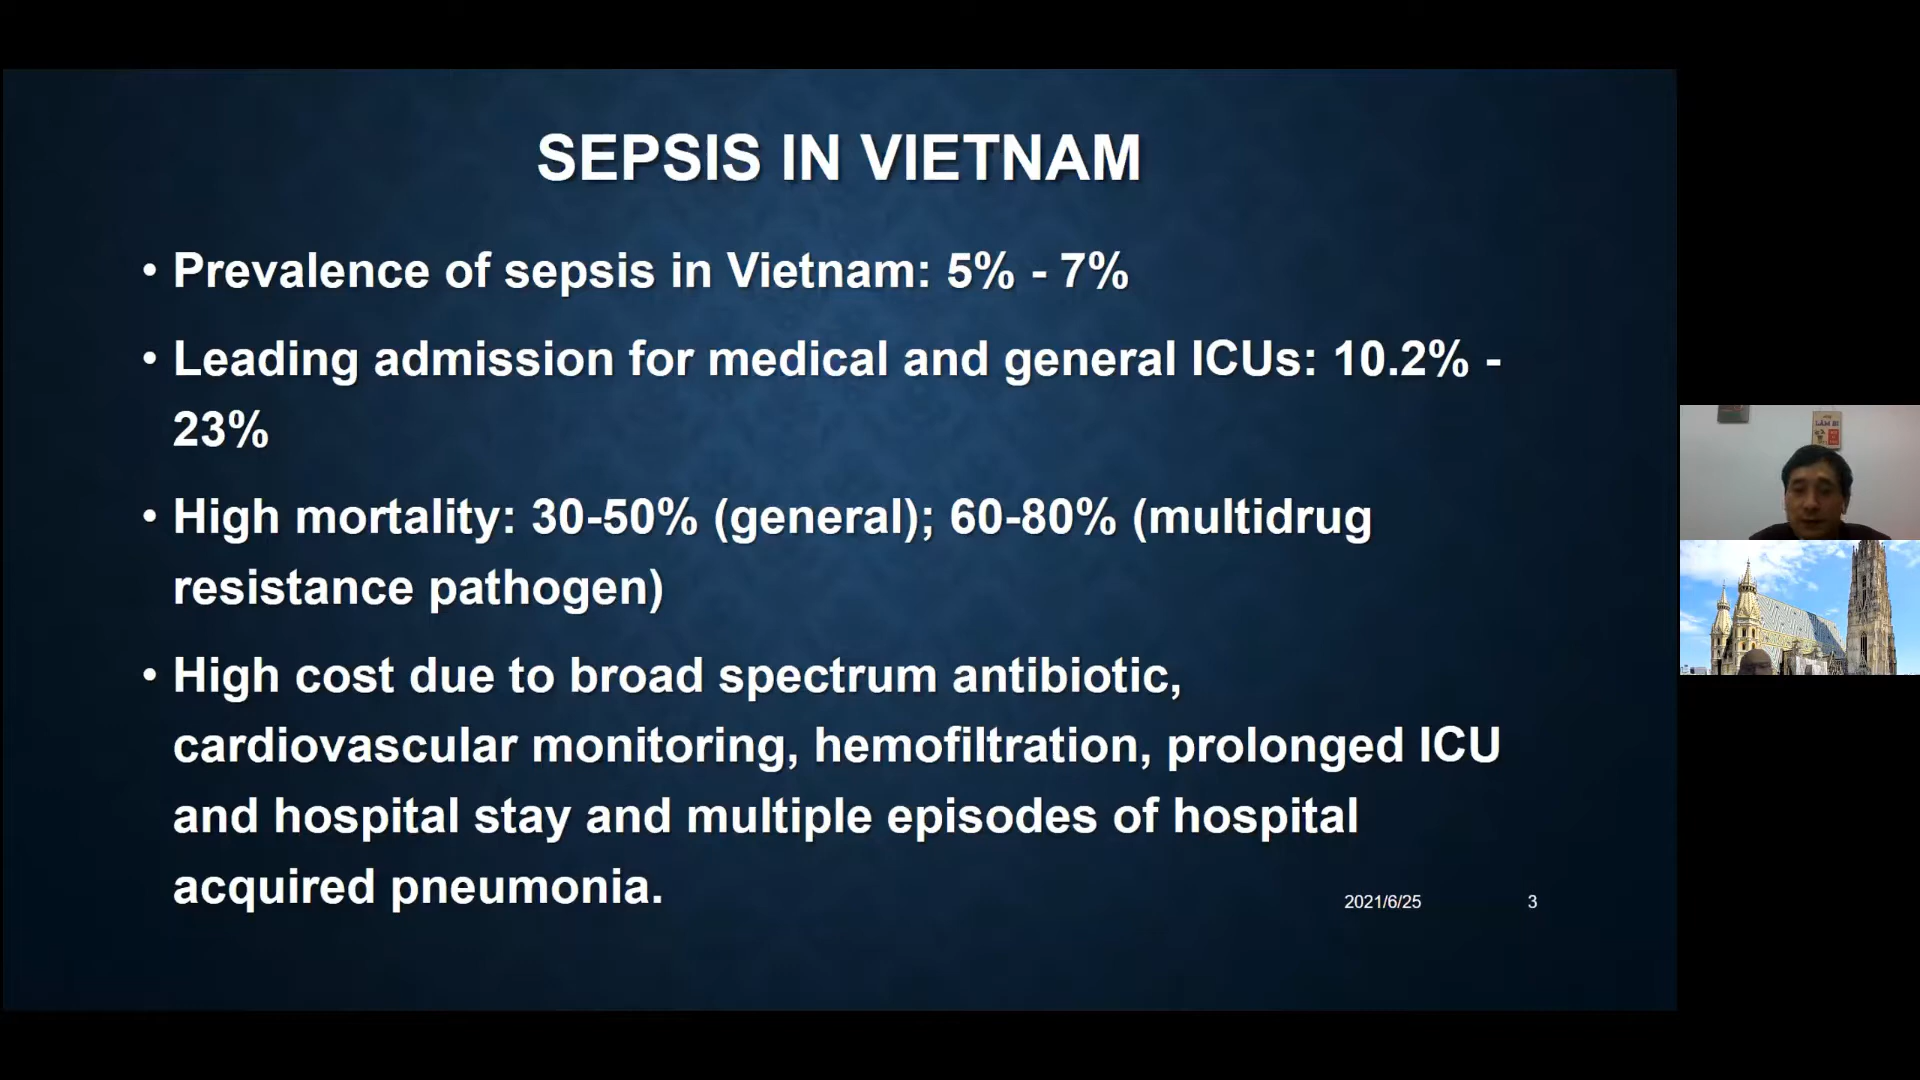 SEPSIS IN VIETNAM
• Prevalence of sepsis in Vietnam: 5% - 7%
• Leading admission for medical and general ICUs: 10.2% -
23%
• High mortality: 30-50% (general); 60-80% (multidrug
resistance pathogen)
• High cost due to broad spectrum antibiotic,
cardiovascular monitoring, hemofiltration, prolonged ICU
and hospital stay and multiple episodes of hospital
acquired pneumonia.
2021/6/25 3